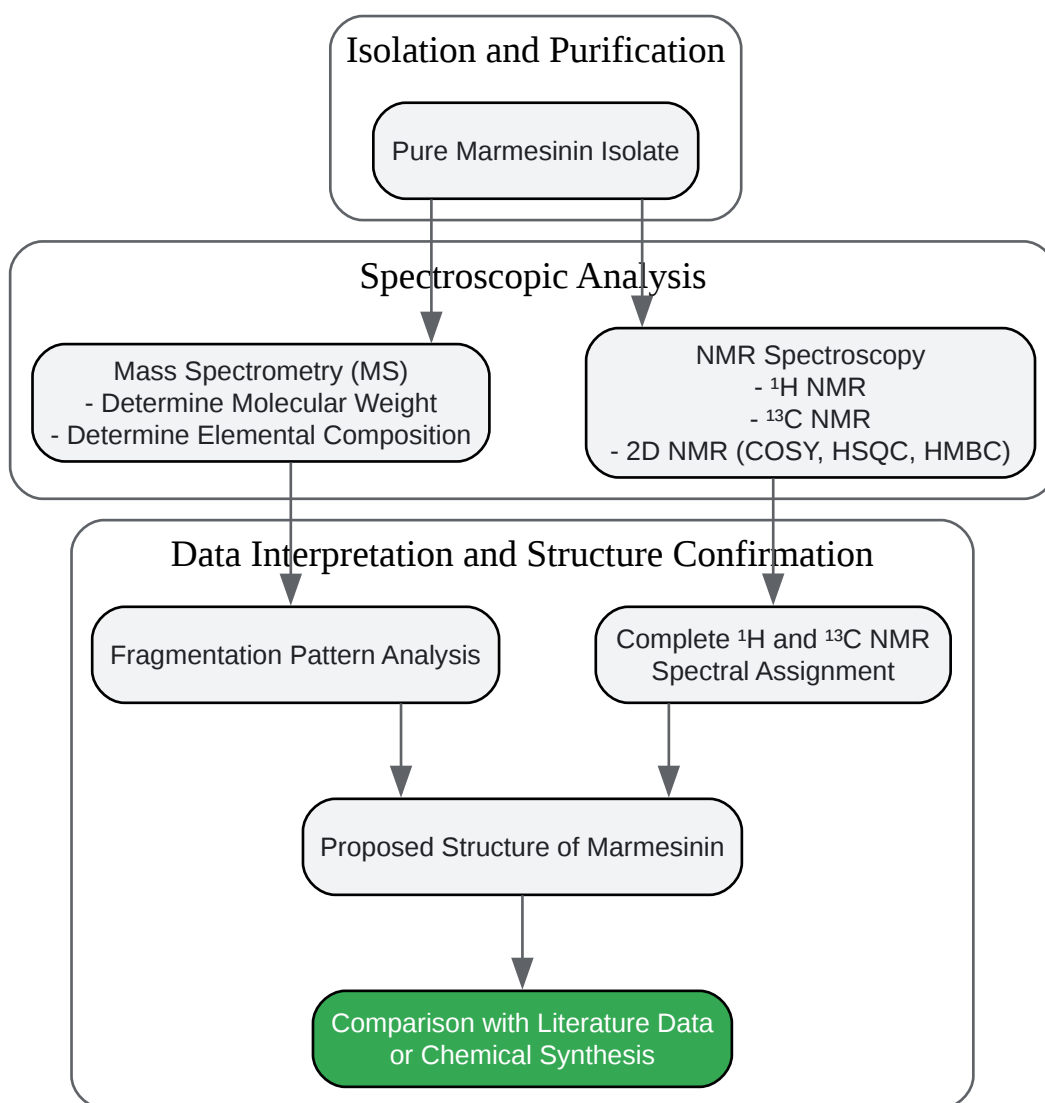 Isolation and Purification
Pure Marmesinin Isolate
Spectroscopic Analysis
Mass Spectrometry (MS)
- Determine Molecular Weight
- Determine Elemental Composition
NMR Spectroscopy
- ¹H NMR
- ¹³C NMR
- 2D NMR (COSY, HSQC, HMBC)
Data Interpretation and Structure Confirmation
Fragmentation Pattern Analysis
Complete ¹H and ¹³C NMR
Spectral Assignment
Proposed Structure of Marmesinin
Comparison with Literature Data
or Chemical Synthesis